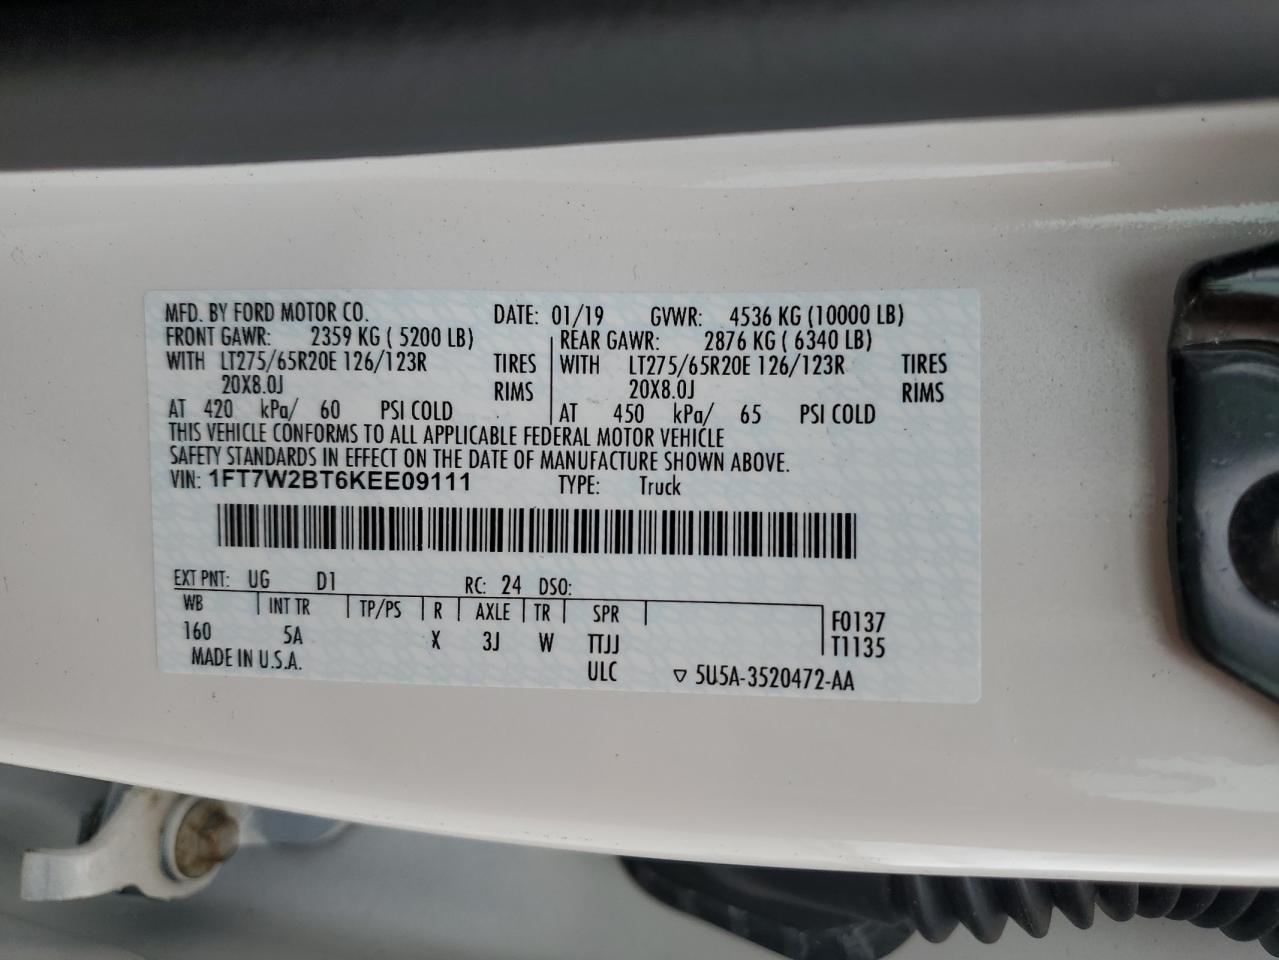 MFD. BY FORD MOTOR CO. DATE: 01/19 GVWR: 4536 KG (10000 LB)
FRONT GAWR: 2359 KG ( 5200 LB) REAR GAWR: 2876 KG ( 6340 LB)
WITH LT275/65R20E 126/123R TIRES WITH LT275/65R20E 126/123R TIRES
20X8.0J RIMS 20X8.0J RIMS
AT 420 kPa/ 60 PSI COLD AT 450 kPa/ 65 PSI COLD
THIS VEHICLE CONFORMS TO ALL APPLICABLE FEDERAL MOTOR VEHICLE
SAFETY STANDARDS IN EFFECT ON THE DATE OF MANUFACTURE SHOWN ABOVE.
VIN: 1FT7W2BT6KEE09111 TYPE: Truck
EXT PNT: UG D1 RC: 24 DSO:
WB INT TR TP/PS R AXLE TR SPR F0137
160 5A X 3J W TTJJ T1135
MADE IN U.S.A. ULC ▽ 5U5A-3520472-AA